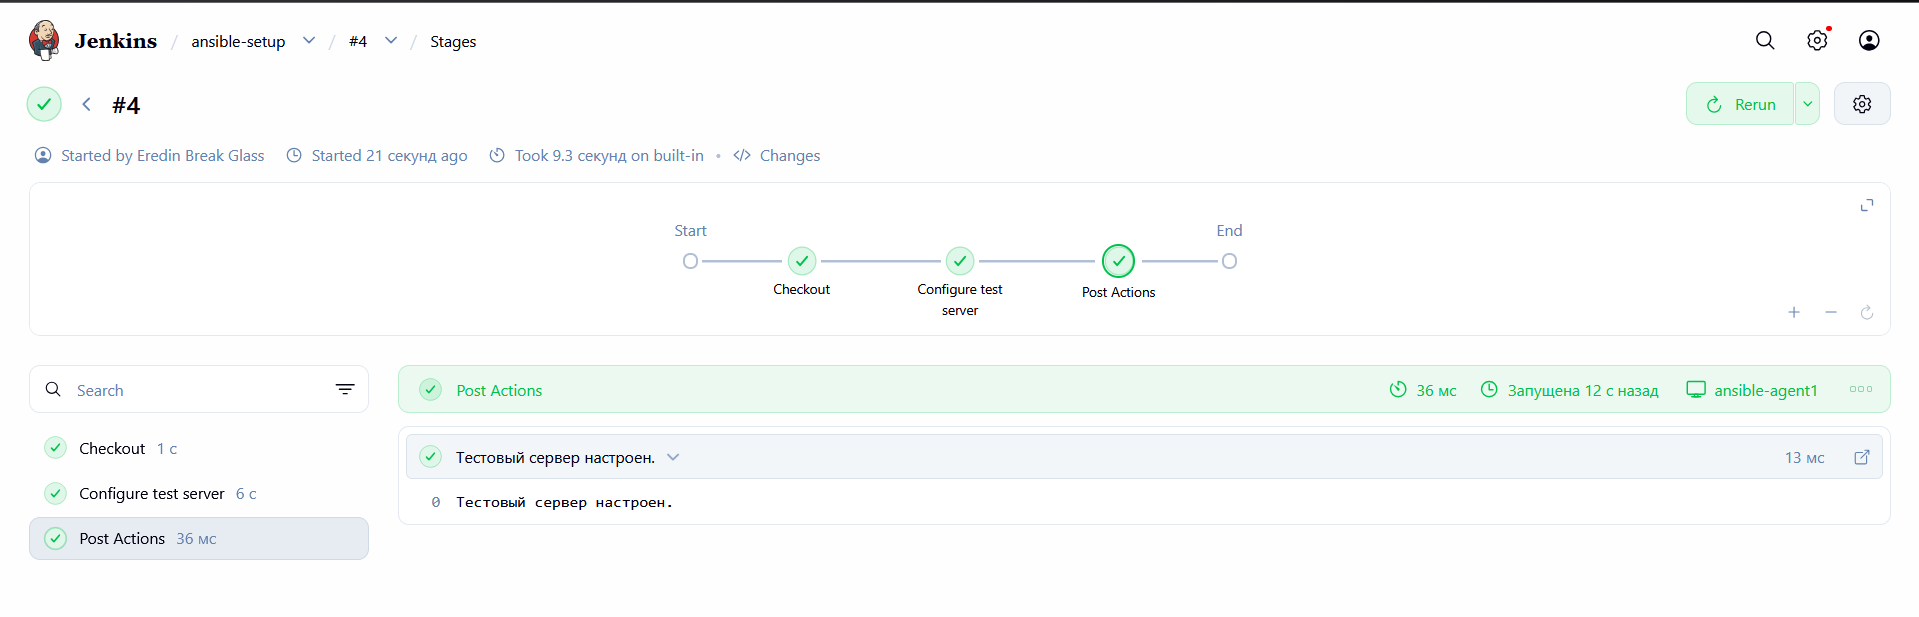 Jenkins / ansible-setup / #4 / Stages
#4
Rerun
Started by Eredin Break Glass Started 21 секунд ago Took 9.3 секунд on built-in • Changes
Start End
Checkout
Configure test
server
Post Actions
Search
Checkout 1 с
Configure test server 6 с
Post Actions 36 мс
Post Actions 36 мс Запущена 12 с назад ansible-agent1
Тестовый сервер настроен. 13 мс
0 Тестовый сервер настроен.